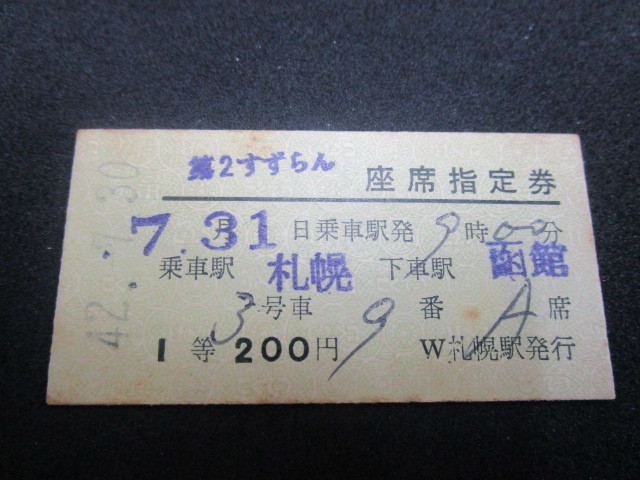 第2すずらん 座席指定券
7.31 月 日乗車駅発 9時00分
乗車駅 札幌 下車駅 函館
3号車 9番 A席
1等 200円 W札幌駅発行
42.7.30